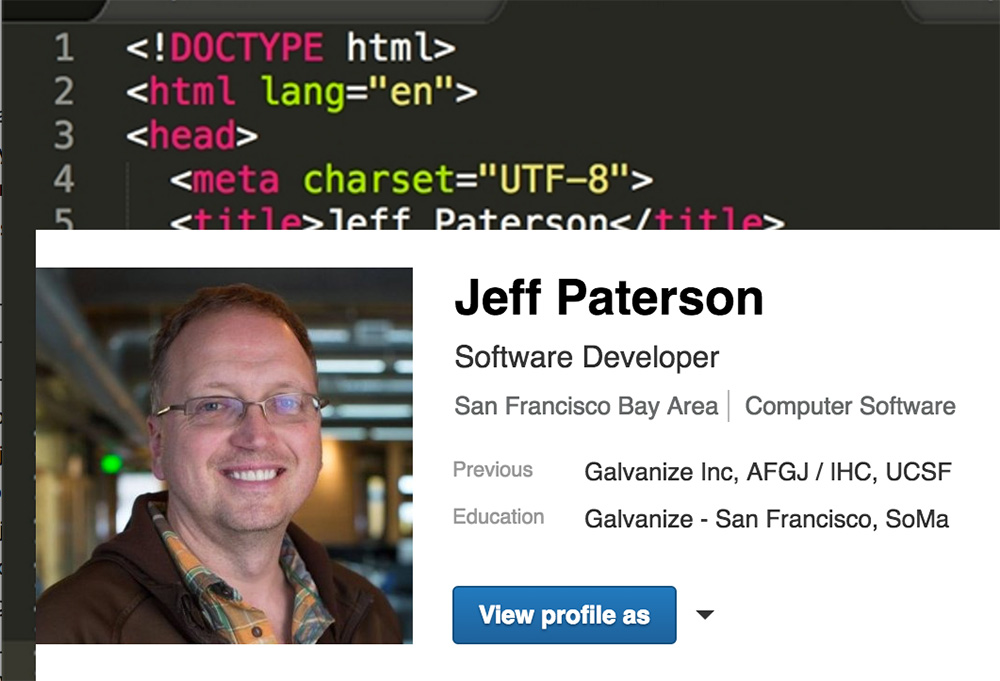 1 <!DOCTYPE html>
2 <html lang="en">
3 <head>
4 <meta charset="UTF-8">
5 <title>Jeff Paterson</title>
Jeff Paterson
Software Developer
San Francisco Bay Area | Computer Software
Previous Galvanize Inc, AFGJ / IHC, UCSF
Education Galvanize - San Francisco, SoMa
View profile as